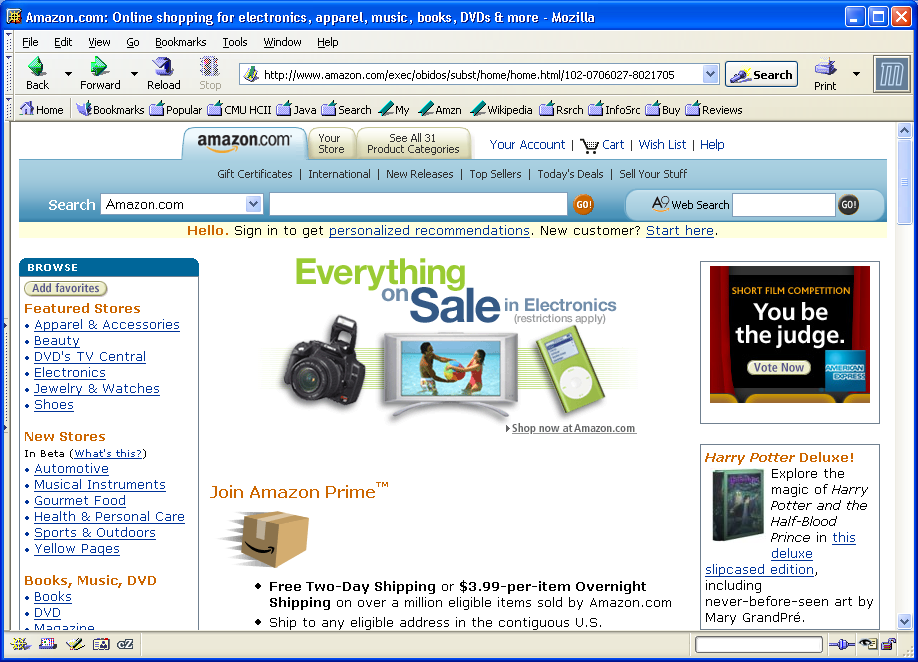 Amazon.com: Online shopping for electronics, apparel, music, books, DVDs & more - Mozilla
File Edit View Go Bookmarks Tools Window Help
Back Forward Reload Stop http://www.amazon.com/exec/obidos/subst/home/home.html/102-0706027-8021705 Search Print
Home Bookmarks Popular CMU HCII Java Search My Amzn Wikipedia Rsrch InfoSrc Buy Reviews
amazon.com Your Store See All 31 Product Categories Your Account | Cart | Wish List | Help
Gift Certificates | International | New Releases | Top Sellers | Today's Deals | Sell Your Stuff
Search Amazon.com GO! A9 Web Search GO!
Hello. Sign in to get personalized recommendations. New customer? Start here.
BROWSE
Add favorites
Featured Stores
• Apparel & Accessories
• Beauty
• DVD's TV Central
• Electronics
• Jewelry & Watches
• Shoes
New Stores
In Beta (What's this?)
• Automotive
• Musical Instruments
• Gourmet Food
• Health & Personal Care
• Sports & Outdoors
• Yellow Pages
Books, Music, DVD
• Books
• DVD
• Magazine
Everything
on Sale in Electronics
(restrictions apply)
Shop now at Amazon.com
Join Amazon Prime™
• Free Two-Day Shipping or $3.99-per-item Overnight
Shipping on over a million eligible items sold by Amazon.com
• Ship to any eligible address in the contiguous U.S.
SHORT FILM COMPETITION
You be
the judge.
Vote Now
AMERICAN
EXPRESS
Harry Potter Deluxe!
Explore the
magic of Harry
Potter and the
Half-Blood
Prince in this
deluxe
slipcased edition,
including
never-before-seen art by
Mary GrandPré.